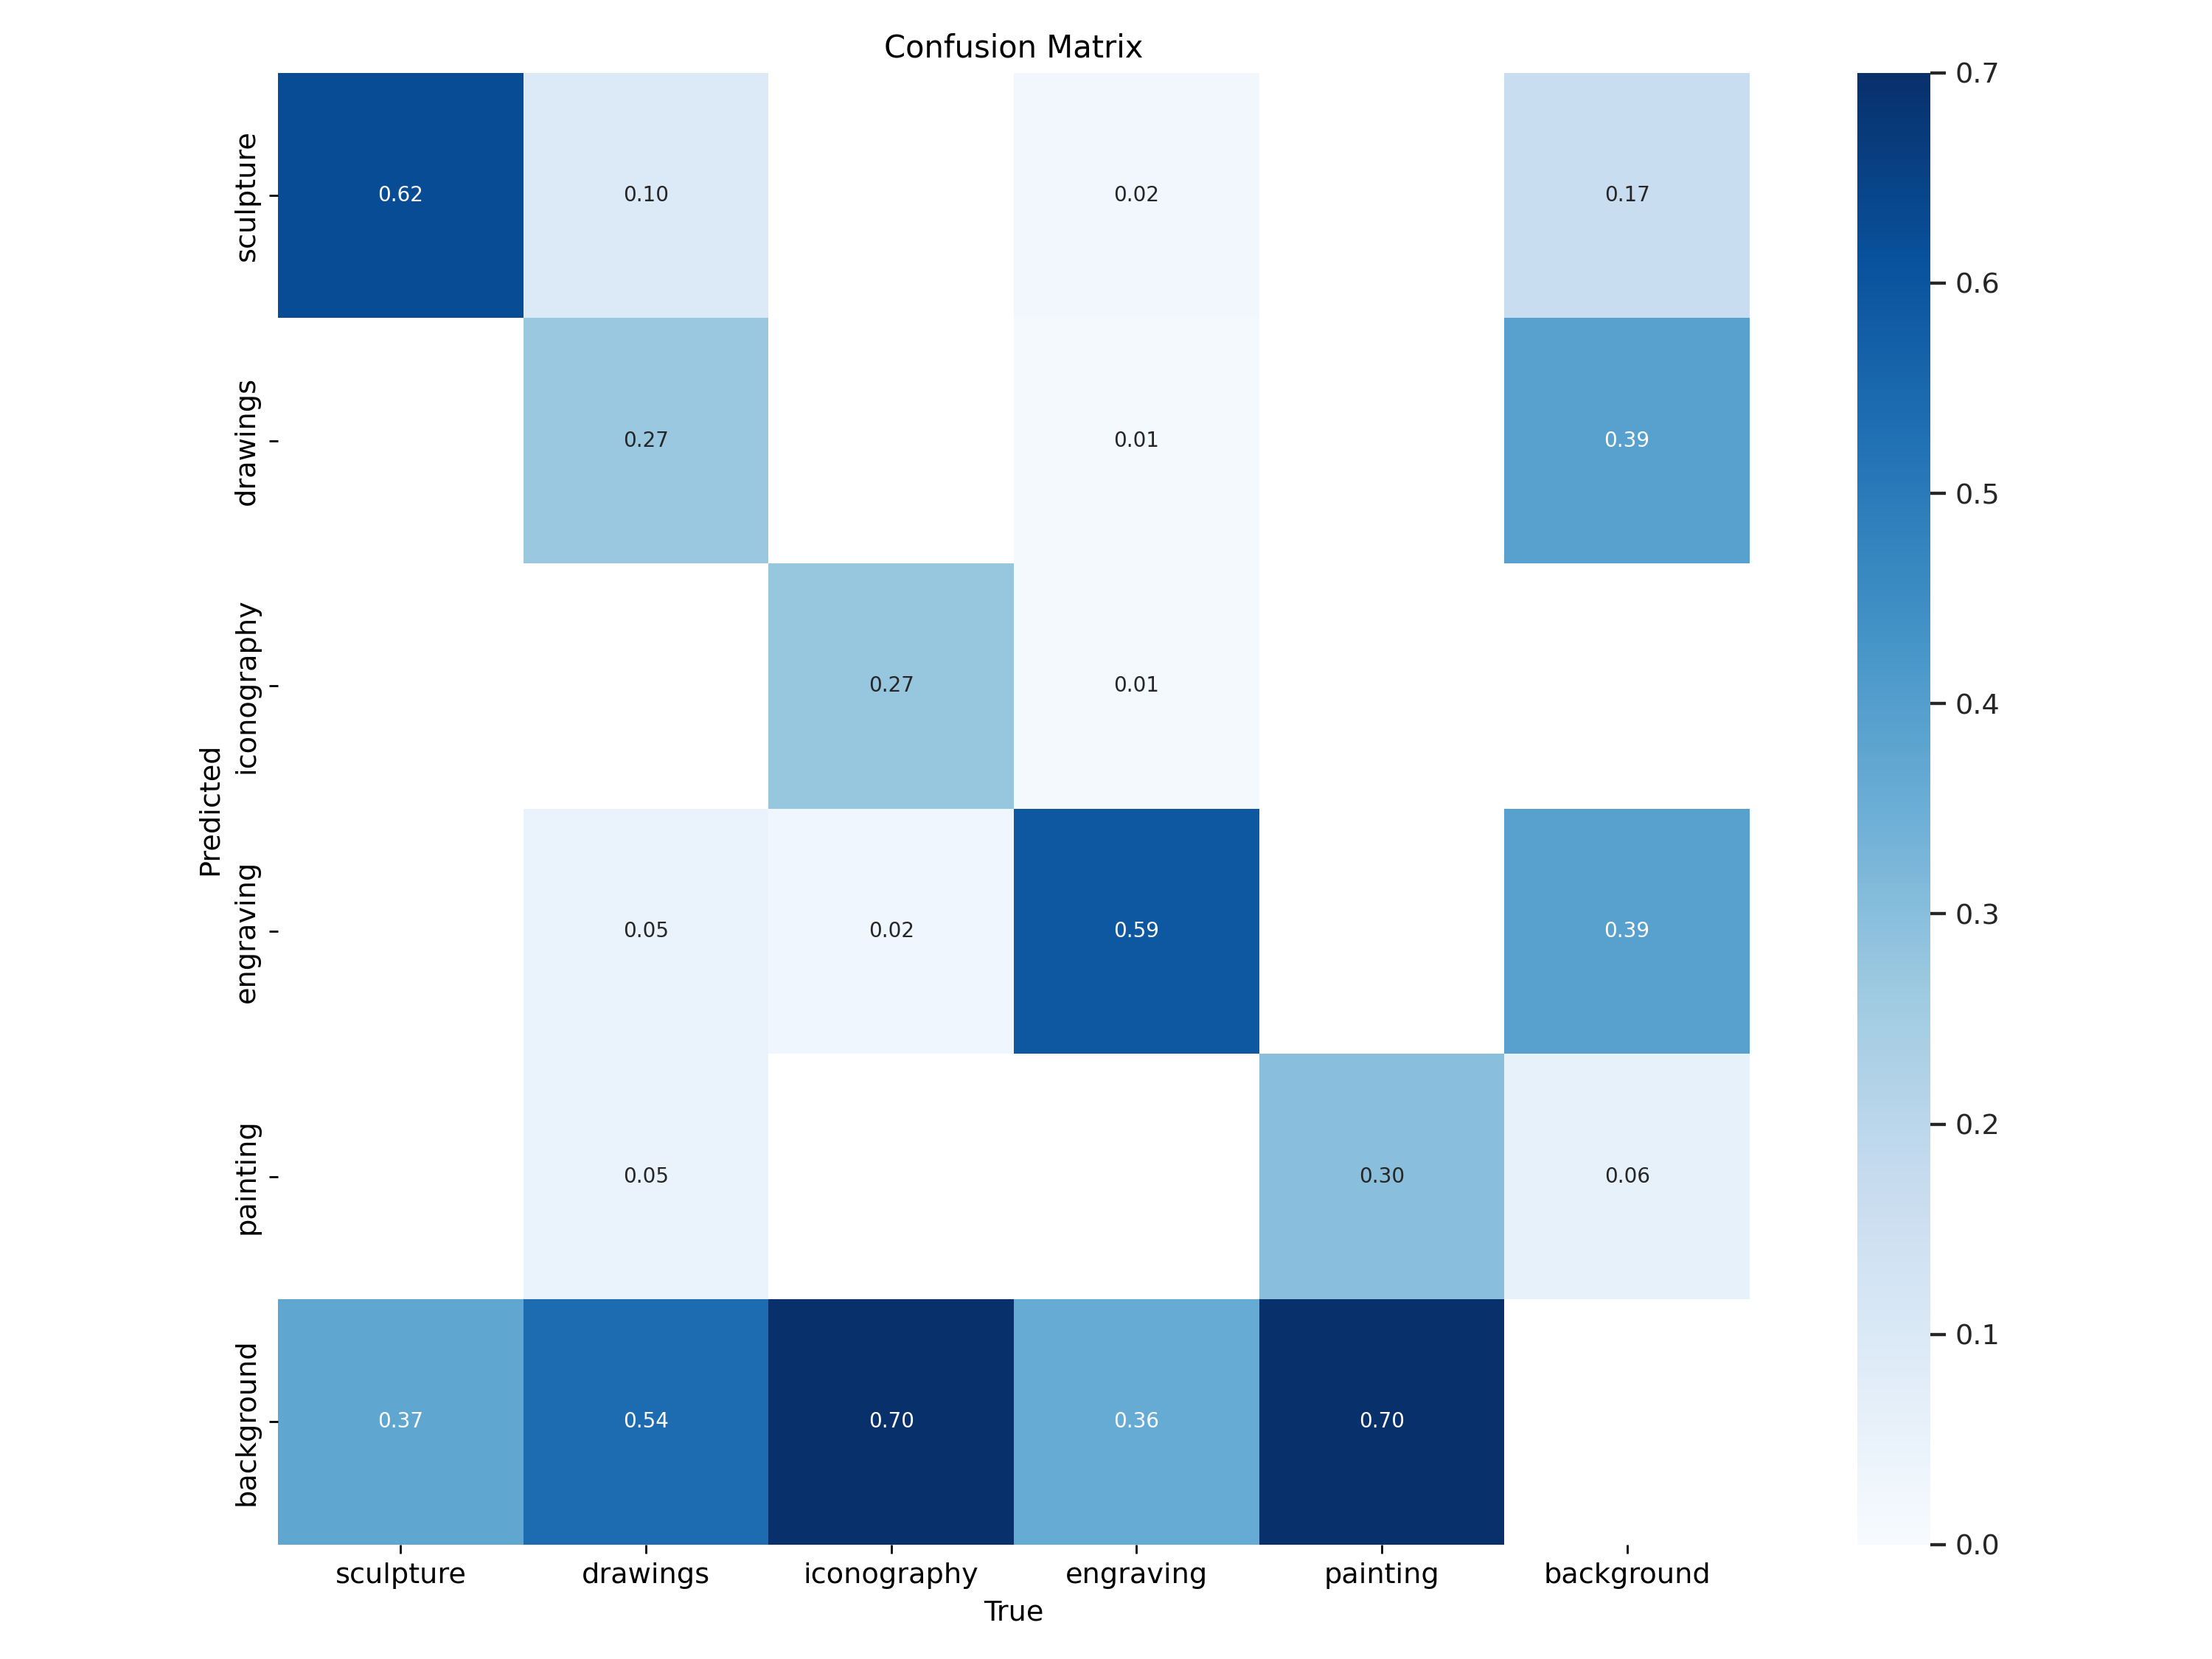 Confusion Matrix
sculpture 0.62 0.10 0.02 0.17
drawings 0.27 0.01 0.39
iconography 0.27 0.01
engraving 0.05 0.02 0.59 0.39
painting 0.05 0.30 0.06
background 0.37 0.54 0.70 0.36 0.70
Predicted
sculpture drawings iconography engraving painting background
True
0.7
0.6
0.5
0.4
0.3
0.2
0.1
0.0